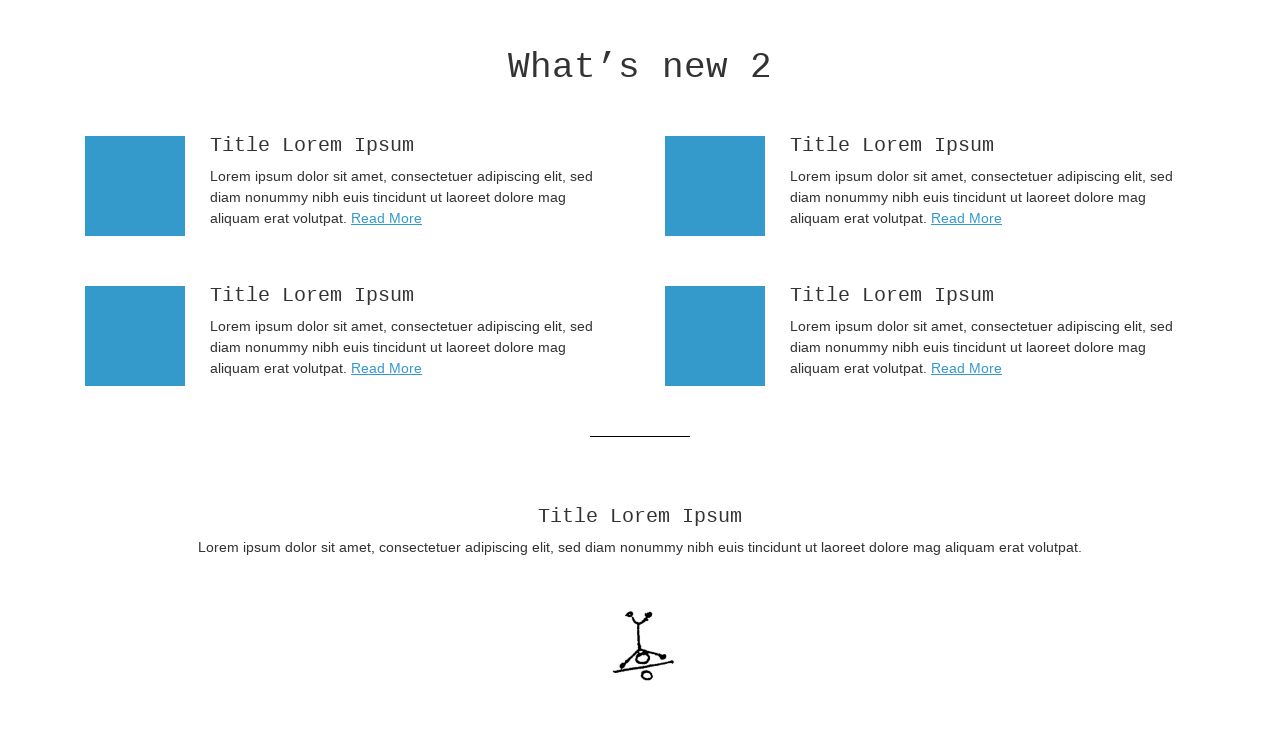 What’s new 2
Title Lorem Ipsum
Lorem ipsum dolor sit amet, consectetuer adipiscing elit, sed
diam nonummy nibh euis tincidunt ut laoreet dolore mag
aliquam erat volutpat. Read More
Title Lorem Ipsum
Lorem ipsum dolor sit amet, consectetuer adipiscing elit, sed
diam nonummy nibh euis tincidunt ut laoreet dolore mag
aliquam erat volutpat. Read More
Title Lorem Ipsum
Lorem ipsum dolor sit amet, consectetuer adipiscing elit, sed
diam nonummy nibh euis tincidunt ut laoreet dolore mag
aliquam erat volutpat. Read More
Title Lorem Ipsum
Lorem ipsum dolor sit amet, consectetuer adipiscing elit, sed
diam nonummy nibh euis tincidunt ut laoreet dolore mag
aliquam erat volutpat. Read More
Title Lorem Ipsum
Lorem ipsum dolor sit amet, consectetuer adipiscing elit, sed diam nonummy nibh euis tincidunt ut laoreet dolore mag aliquam erat volutpat.